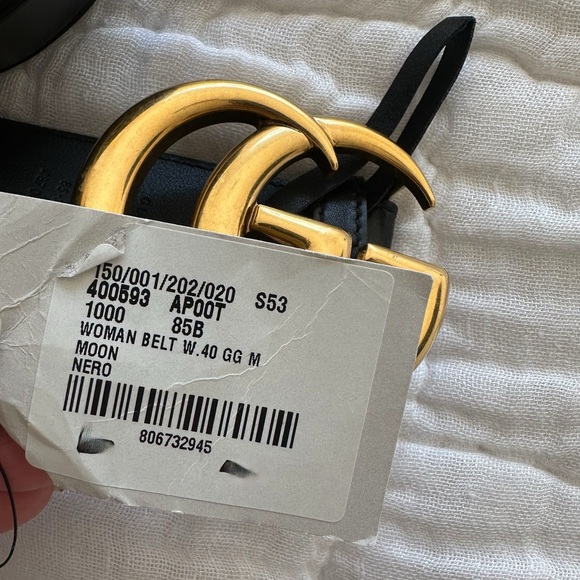 150/001/202/020 S53
400593 AP00T
1000 85B
WOMAN BELT W.40 GG M
MOON
NERO
806732945